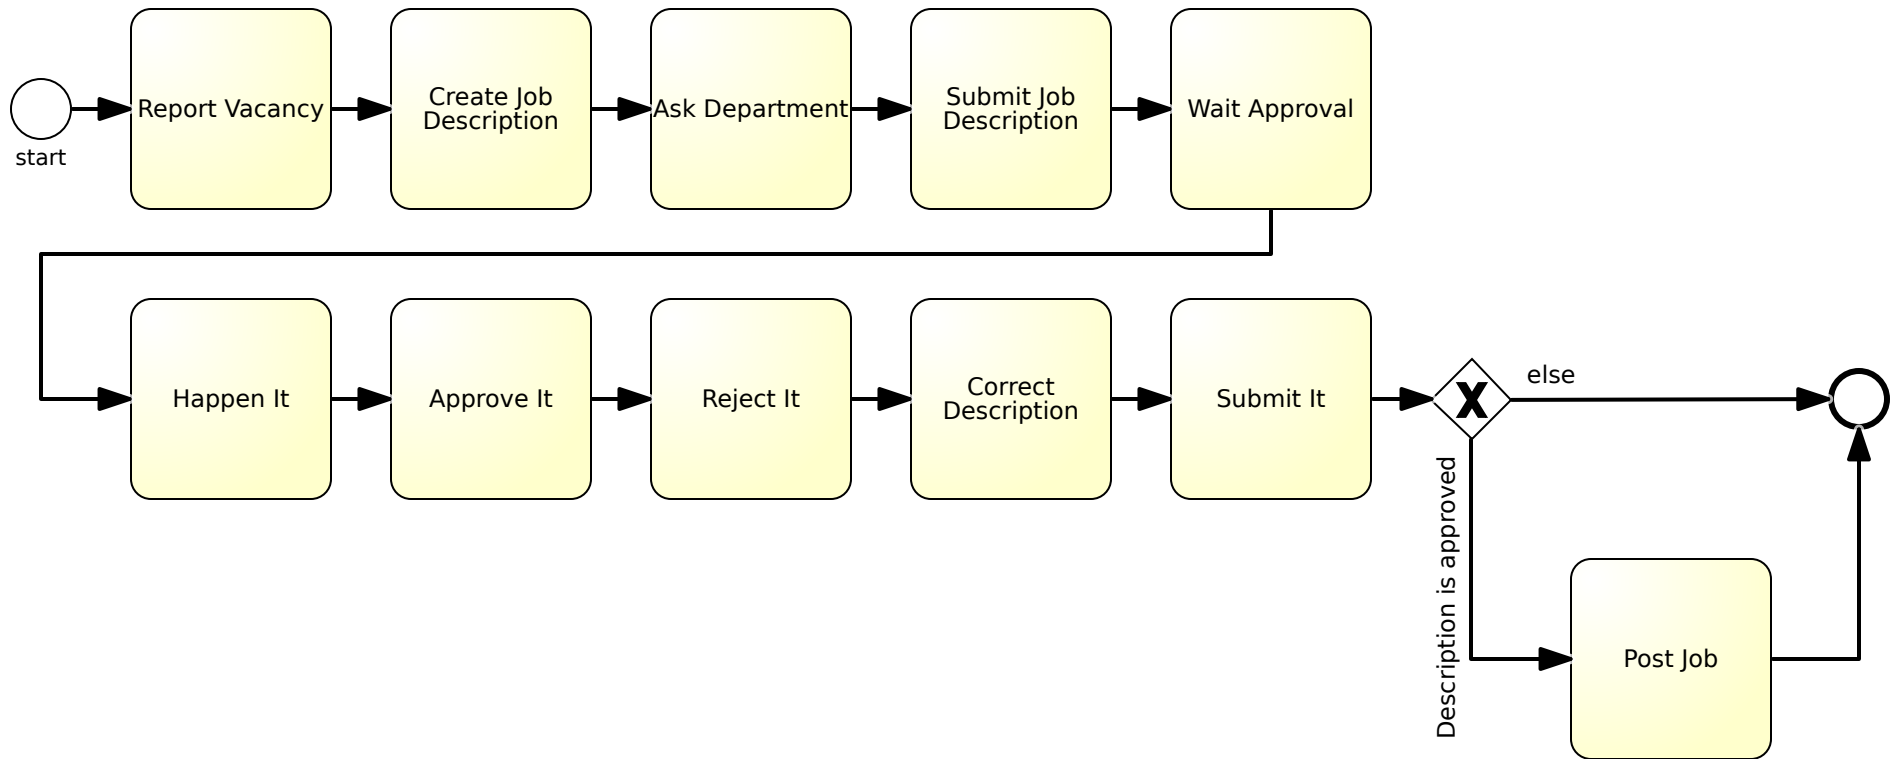 Report Vacancy
Create Job
Description
Ask Department
Submit Job
Description
Wait Approval
start
Happen It
Approve It
Reject It
Correct
Description
Submit It
X
else
Description is approved
Post Job